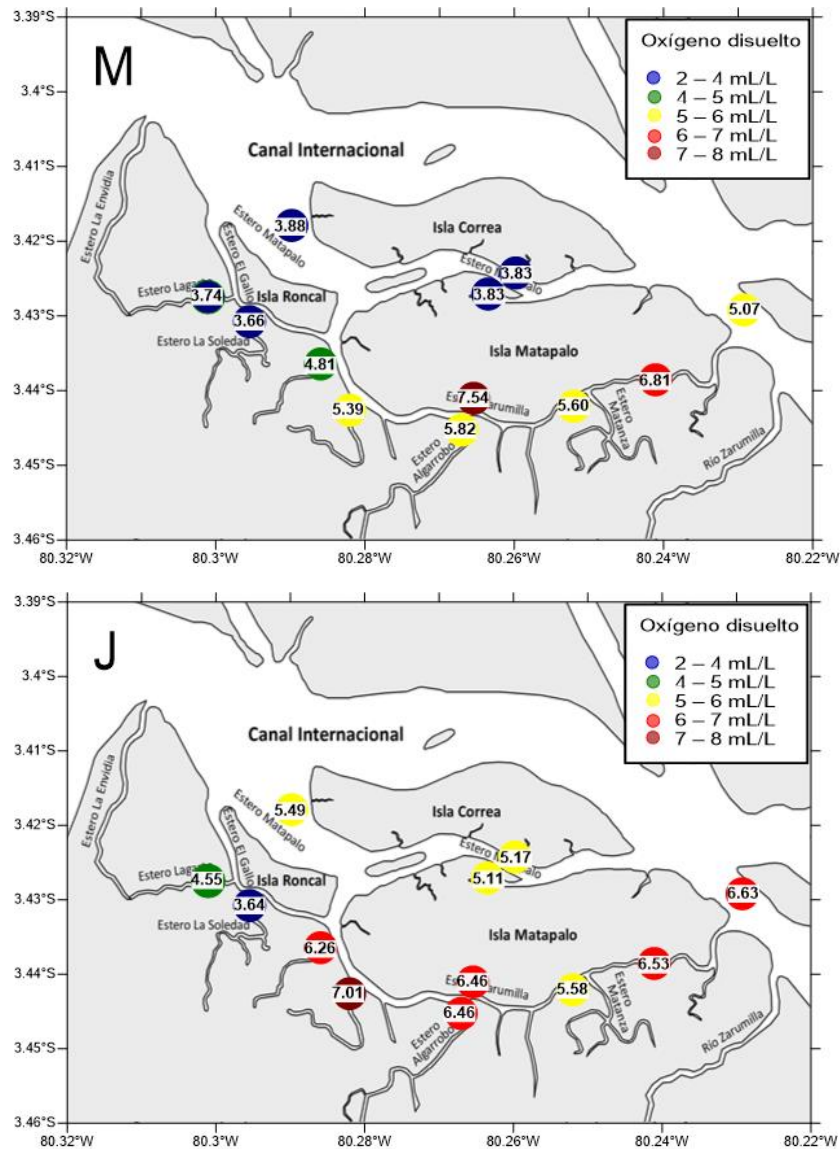 3.39°S
M
Oxígeno disuelto
2 – 4 mL/L
4 – 5 mL/L
5 – 6 mL/L
6 – 7 mL/L
7 – 8 mL/L
3.4°S
Canal Internacional
3.41°S
Estero La Envidia
Estero Matapalo
3.88
Isla Correa
3.42°S
Estero El Gallo
3.83
3.83
3.74
Isla Roncal
5.07
3.43°S
3.66
Estero La Soledad
Isla Matapalo
4.81
6.81
3.44°S
7.54
5.39
5.60
Estero Matanza
5.82
Estero Algarrobo
Río Zarumilla
3.45°S
3.46°S
80.32°W
80.3°W
80.28°W
80.26°W
80.24°W
80.22°W
3.39°S
J
Oxígeno disuelto
2 – 4 mL/L
4 – 5 mL/L
5 – 6 mL/L
6 – 7 mL/L
7 – 8 mL/L
3.4°S
Canal Internacional
3.41°S
Estero La Envidia
Estero Matapalo
5.49
Isla Correa
3.42°S
Estero El Gallo
5.17
5.11
4.55
Isla Roncal
6.63
3.43°S
3.64
Estero La Soledad
Isla Matapalo
6.26
6.53
3.44°S
6.46
7.01
5.58
Estero Matanza
6.46
Estero Algarrobo
Río Zarumilla
3.45°S
3.46°S
80.32°W
80.3°W
80.28°W
80.26°W
80.24°W
80.22°W